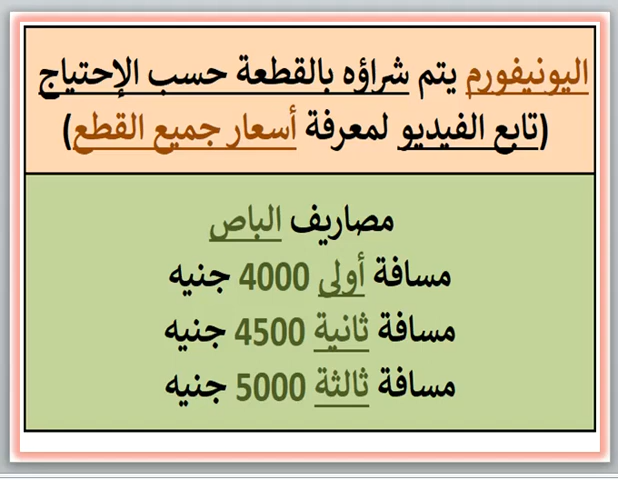 اليونيفورم يتم شراؤه بالقطعة حسب الإحتياج
(تابع الفيديو لمعرفة أسعار جميع القطع)
مصاريف الباص
مسافة أولى 4000 جنيه
مسافة ثانية 4500 جنيه
مسافة ثالثة 5000 جنيه